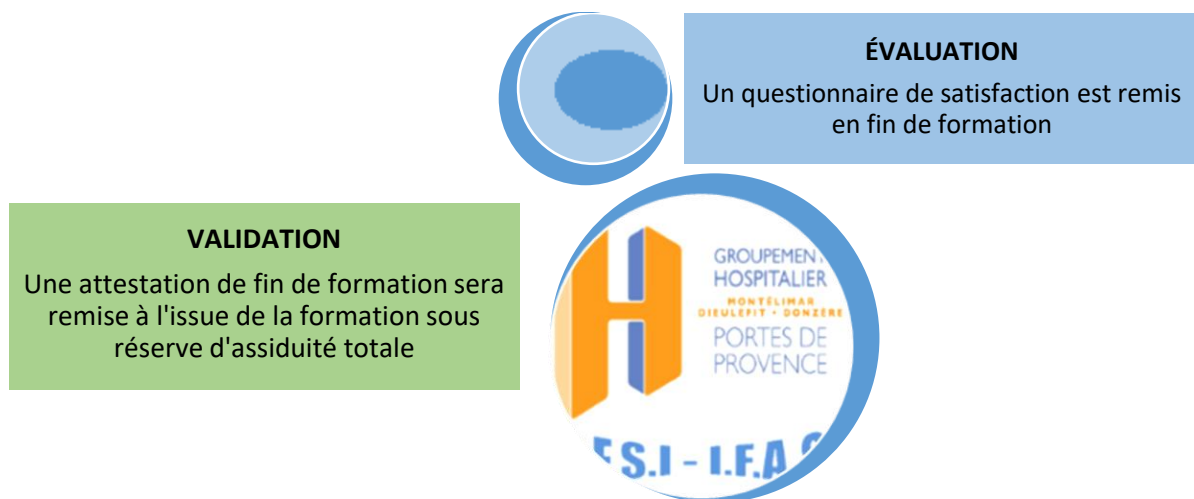 ÉVALUATION
Un questionnaire de satisfaction est remis
en fin de formation
VALIDATION
Une attestation de fin de formation sera
remise à l'issue de la formation sous
réserve d'assiduité totale
GROUPEMENT
HOSPITALIER
MONTÉLIMAR
DIEULEFIT • DONZÈRE
PORTES DE
PROVENCE
S.I - I.F.A